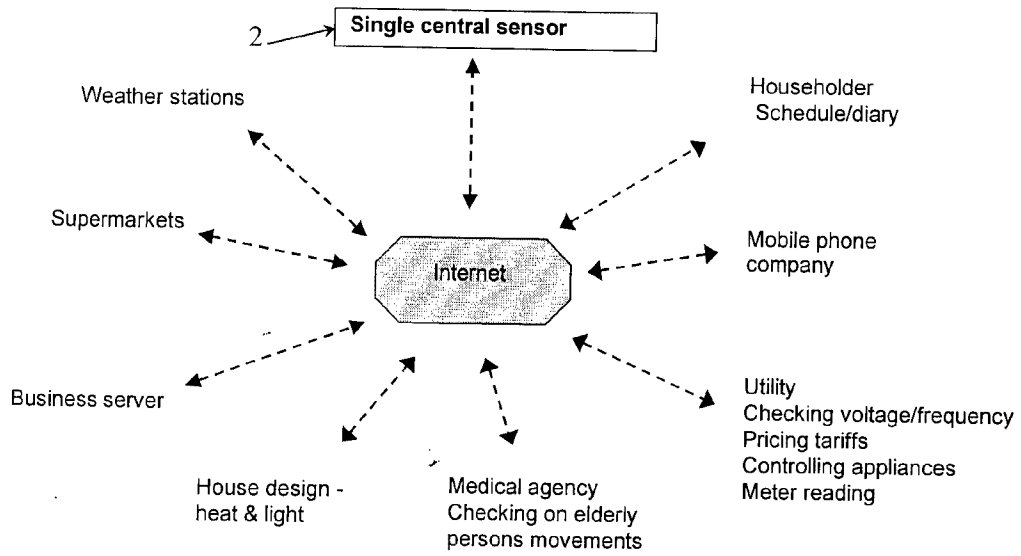 Single central sensor
2
Weather stations
Householder
Schedule/diary
Supermarkets
Mobile phone
company
Internet
Business server
Utility
Checking voltage/frequency
Pricing tariffs
Controlling appliances
Meter reading
House design -
heat & light
Medical agency
Checking on elderly
persons movements